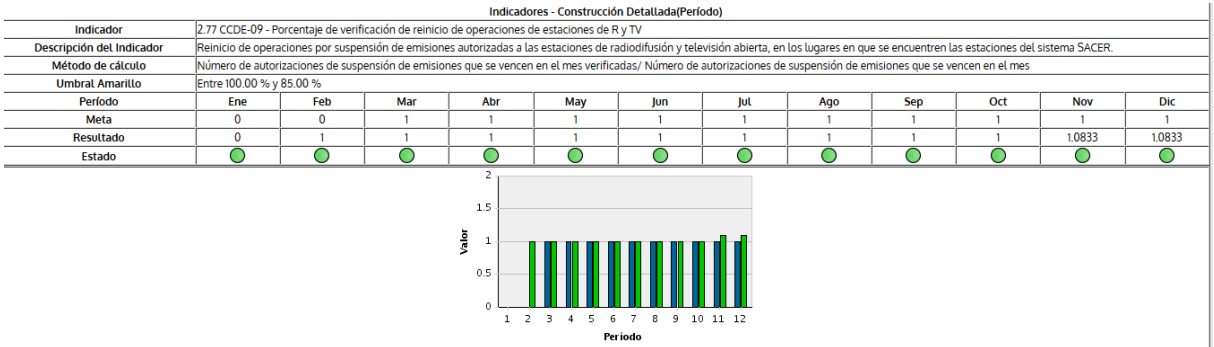 Indicadores - Construcción Detallada(Período)
Indicador 2.77 CCDE-09 - Porcentaje de verificación de reinicio de operaciones de estaciones de R y TV
Descripción del Indicador Reinicio de operaciones por suspensión de emisiones autorizadas a las estaciones de radiodifusión y televisión abierta, en los lugares en que se encuentren las estaciones del sistema SACER.
Método de cálculo Número de autorizaciones de suspensión de emisiones que se vencen en el mes verificadas/ Número de autorizaciones de suspensión de emisiones que se vencen en el mes
Umbral Amarillo Entre 100.00 % y 85.00 %
Período Ene Feb Mar Abr May Jun Jul Ago Sep Oct Nov Dic
Meta 0 0 1 1 1 1 1 1 1 1 1 1
Resultado 0 1 1 1 1 1 1 1 1 1 1.0833 1.0833
Estado
2
1.5
1
0.5
0
Valor
1 2 3 4 5 6 7 8 9 10 11 12
Periodo